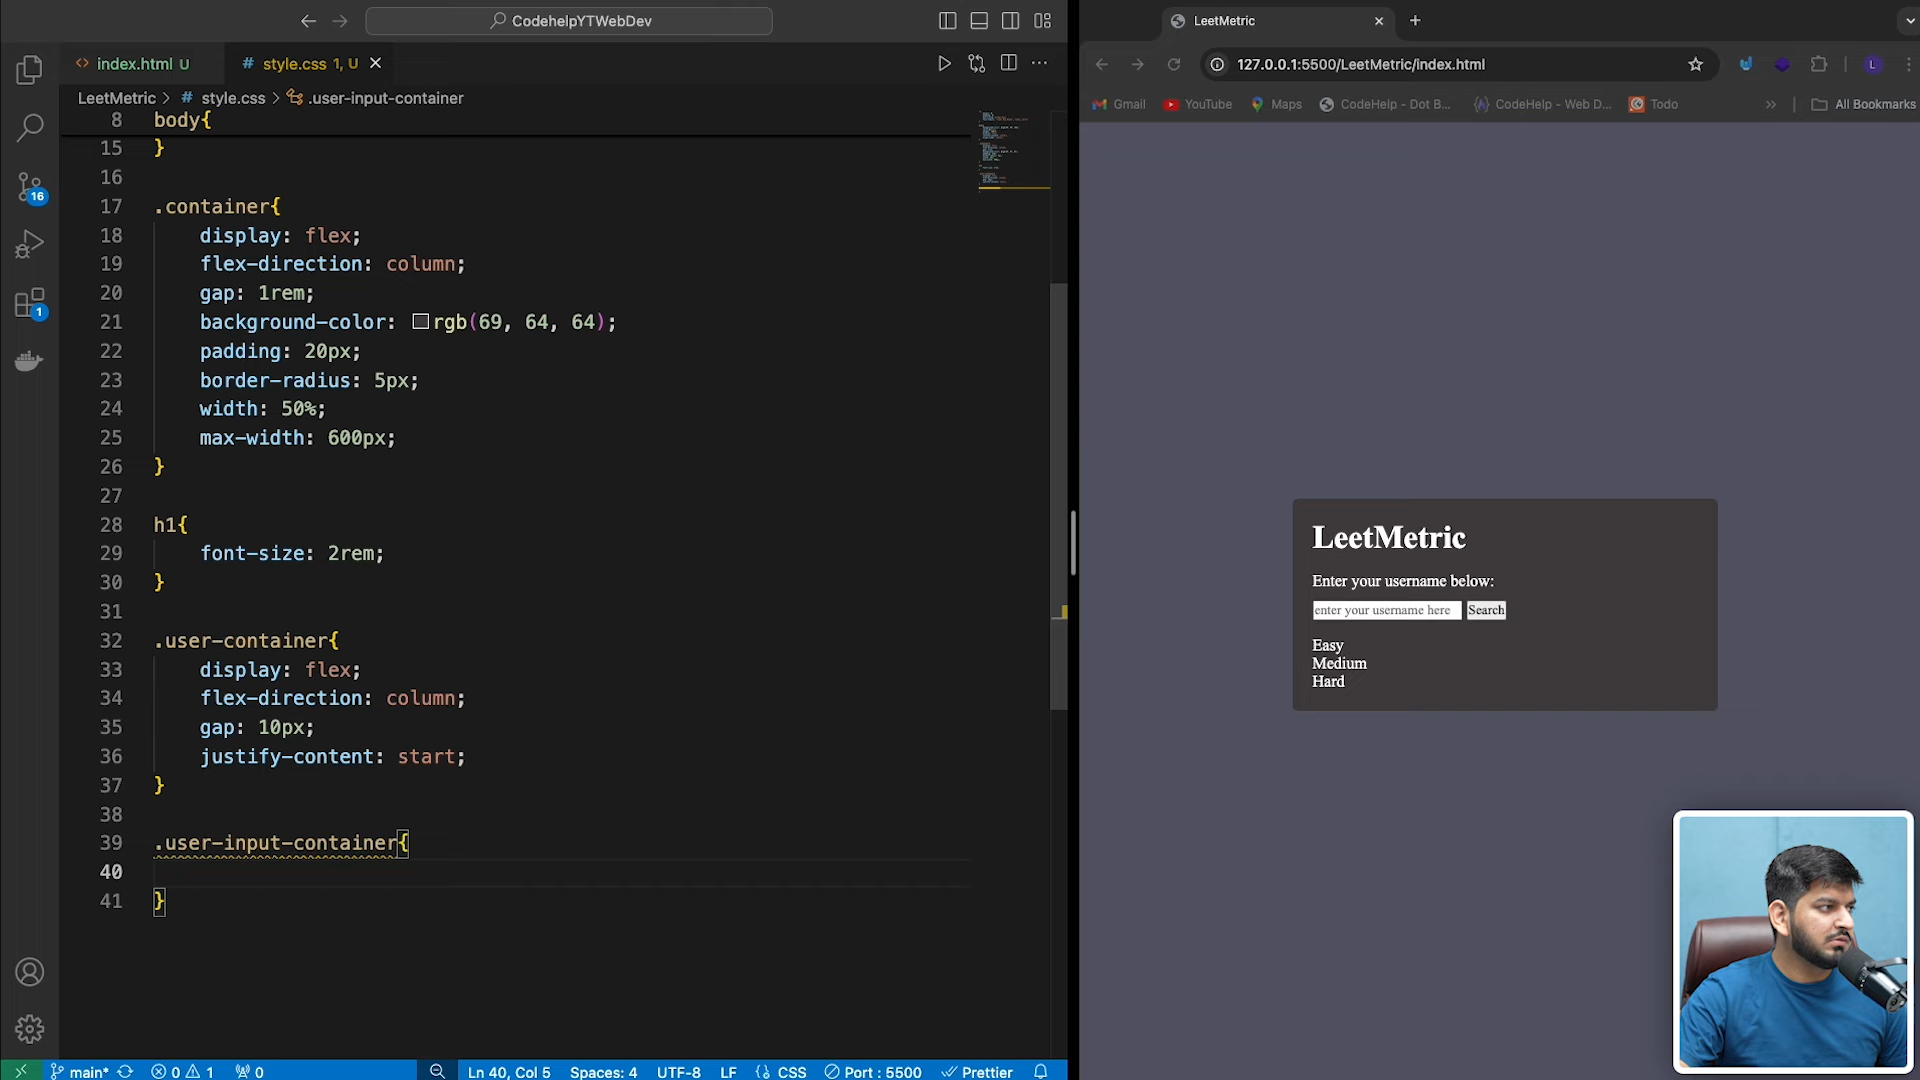 CodehelpYTWebDev
index.html U
# style.css 1, U
LeetMetric > # style.css > .user-input-container
8 body{
15 }
16
17 .container{
18 display: flex;
19 flex-direction: column;
20 gap: 1rem;
21 background-color: rgb(69, 64, 64);
22 padding: 20px;
23 border-radius: 5px;
24 width: 50%;
25 max-width: 600px;
26 }
27
28 h1{
29 font-size: 2rem;
30 }
31
32 .user-container{
33 display: flex;
34 flex-direction: column;
35 gap: 10px;
36 justify-content: start;
37 }
38
39 .user-input-container{
40
41 }
16
1
main* 0 1 0 Ln 40, Col 5 Spaces: 4 UTF-8 LF {} CSS Port : 5500 Prettier
LeetMetric
127.0.0.1:5500/LeetMetric/index.html
L
Gmail YouTube Maps CodeHelp - Dot B... CodeHelp - Web D... Todo » All Bookmarks
LeetMetric
Enter your username below:
enter your username here Search
Easy
Medium
Hard